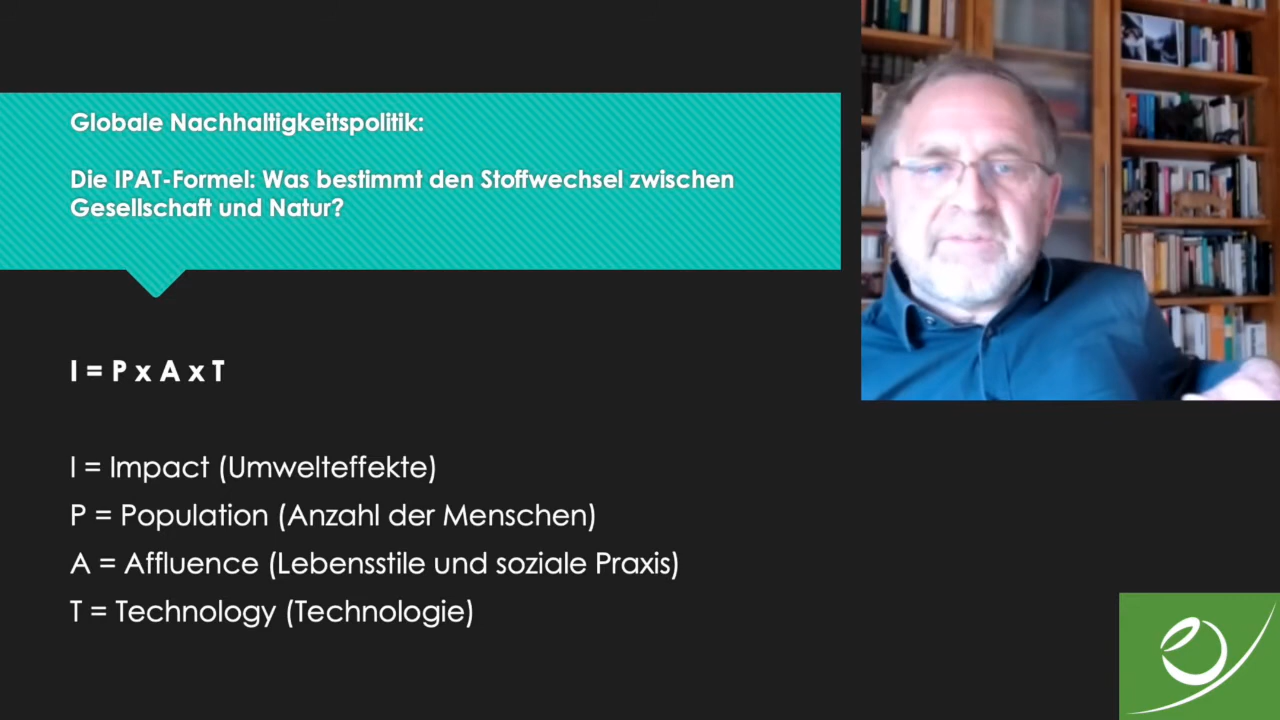 Globale Nachhaltigkeitspolitik:
Die IPAT-Formel: Was bestimmt den Stoffwechsel zwischen
Gesellschaft und Natur?
I = P x A x T
I = Impact (Umwelteffekte)
P = Population (Anzahl der Menschen)
A = Affluence (Lebensstile und soziale Praxis)
T = Technology (Technologie)